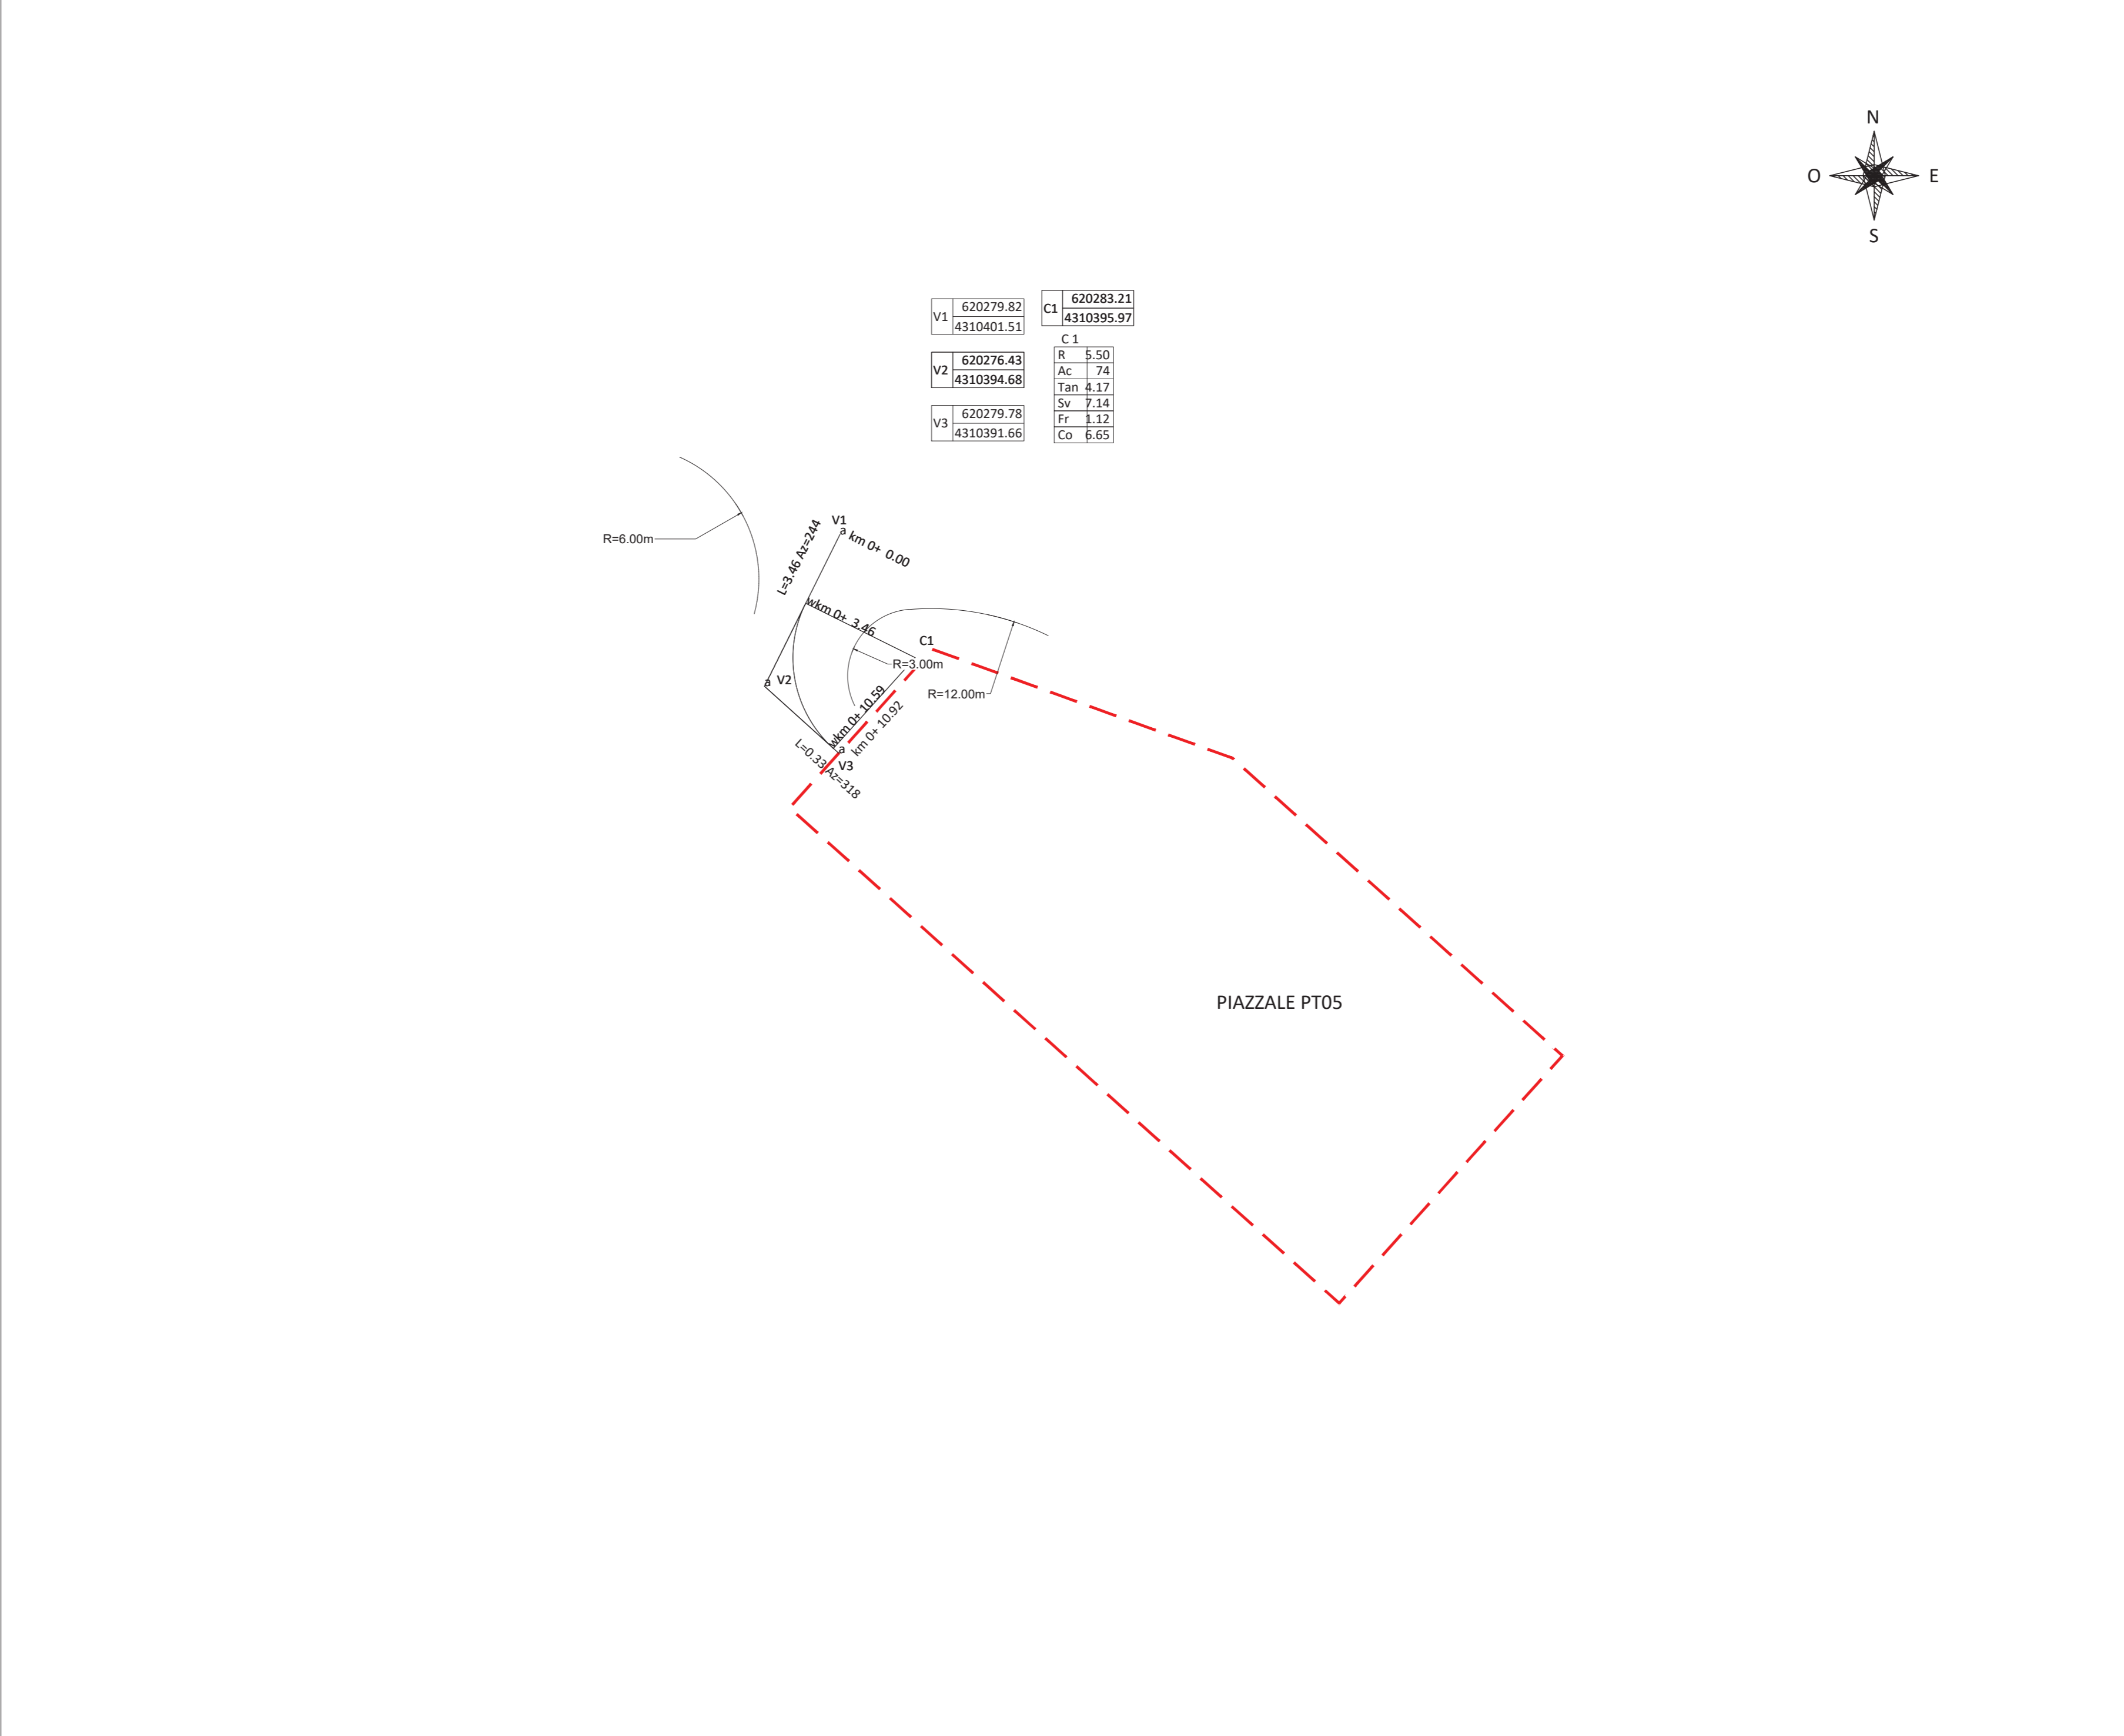 N
O E
S
V1 620279.82
4310401.51
C1 620283.21
4310395.97
V2 620276.43
4310394.68
V3 620279.78
4310391.66
C 1
R 5.50
Ac 74
Tan 4.17
Sv 7.14
Fr 1.12
Co 6.65
R=6.00m
V1
a
km 0+ 0.00
L=3.46 Az=244
wkm 0+ 3.46
C1
R=3.00m
R=12.00m
a V2
wkm 0+ 10.59
km 0+ 10.92
a
V3
L=0.33 Az=318
PIAZZALE PT05